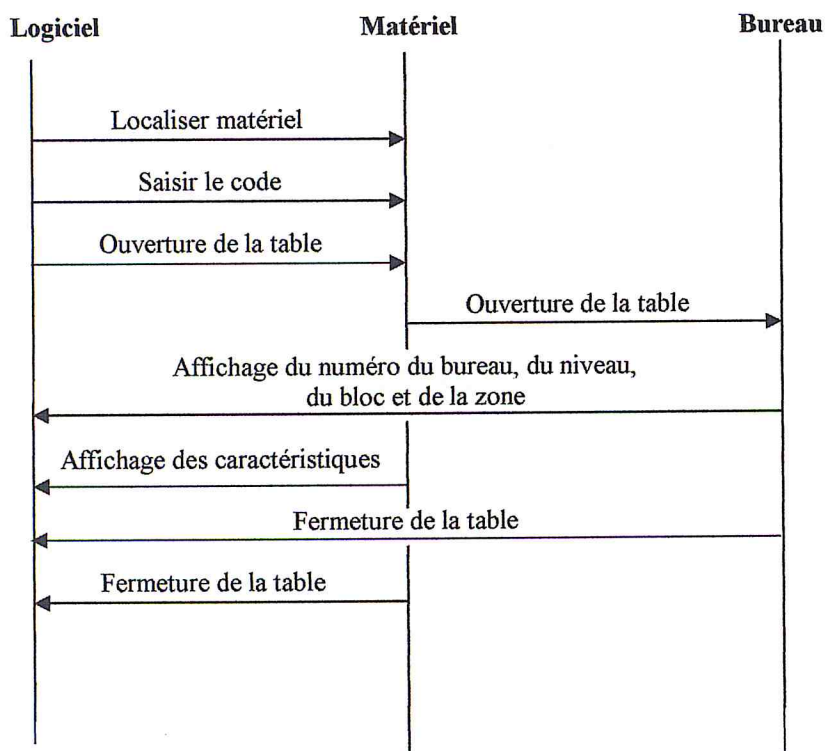 Logiciel Matériel Bureau
Localiser matériel
Saisir le code
Ouverture de la table
Ouverture de la table
Affichage du numéro du bureau, du niveau,
du bloc et de la zone
Affichage des caractéristiques
Fermeture de la table
Fermeture de la table